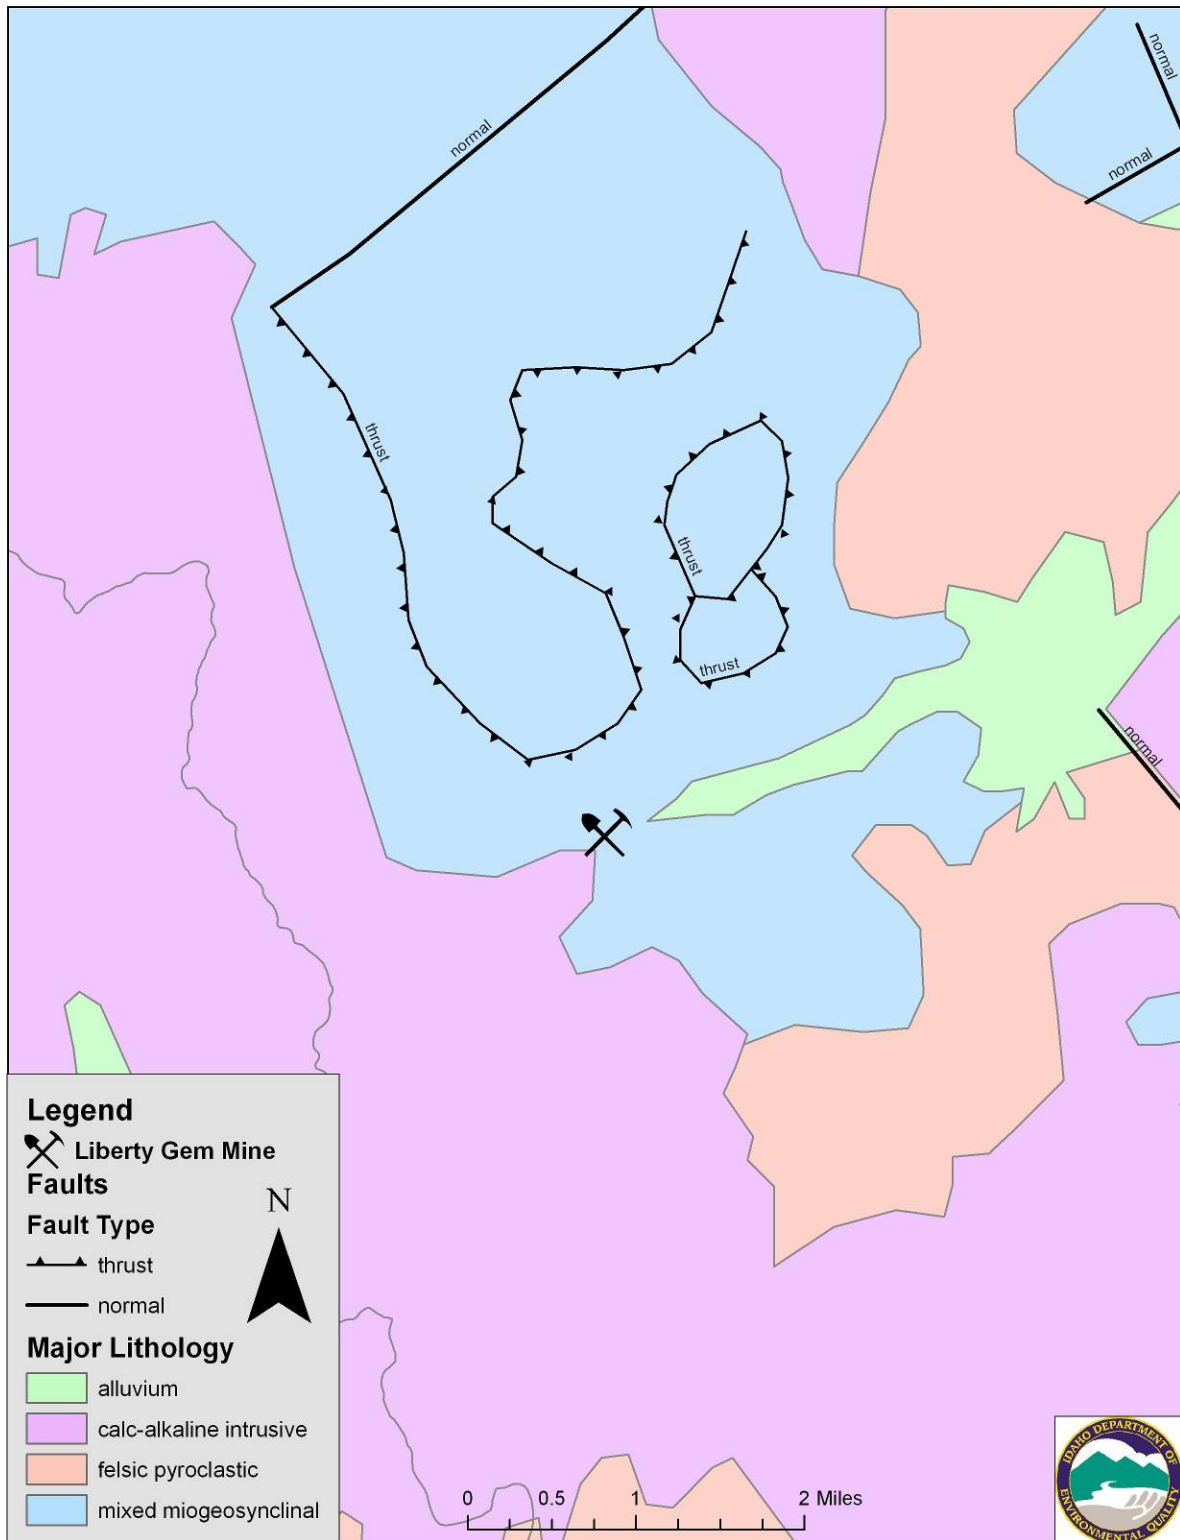 normal
normal
normal
thrust
thrust
thrust
normal
Legend
Liberty Gem Mine
Faults
N
Fault Type
thrust
normal
Major Lithology
alluvium
calc-alkaline intrusive
felsic pyroclastic
mixed miogeosynclinal
0 0.5 1 2 Miles
IDAHO DEPARTMENT OF
ENVIRONMENTAL QUALITY